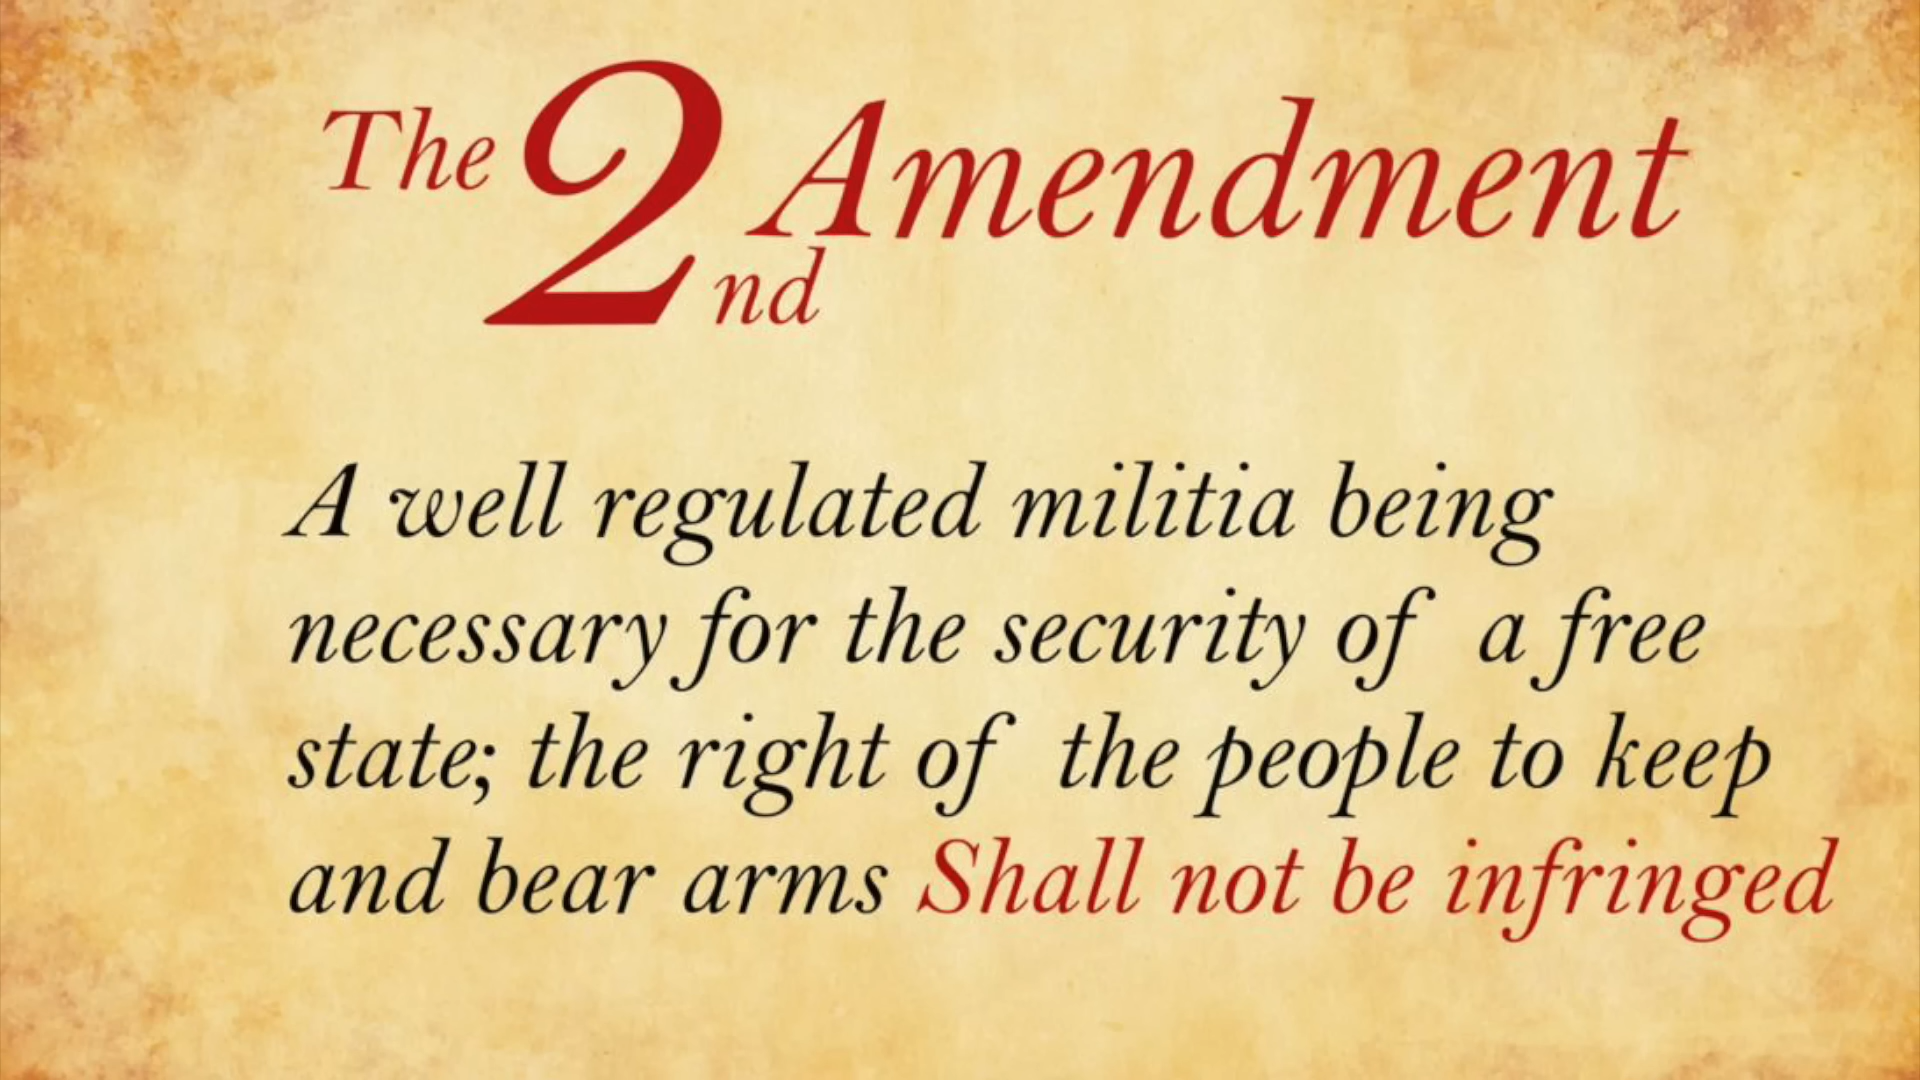 The 2nd Amendment
A well regulated militia being
necessary for the security of a free
state; the right of the people to keep
and bear arms Shall not be infringed